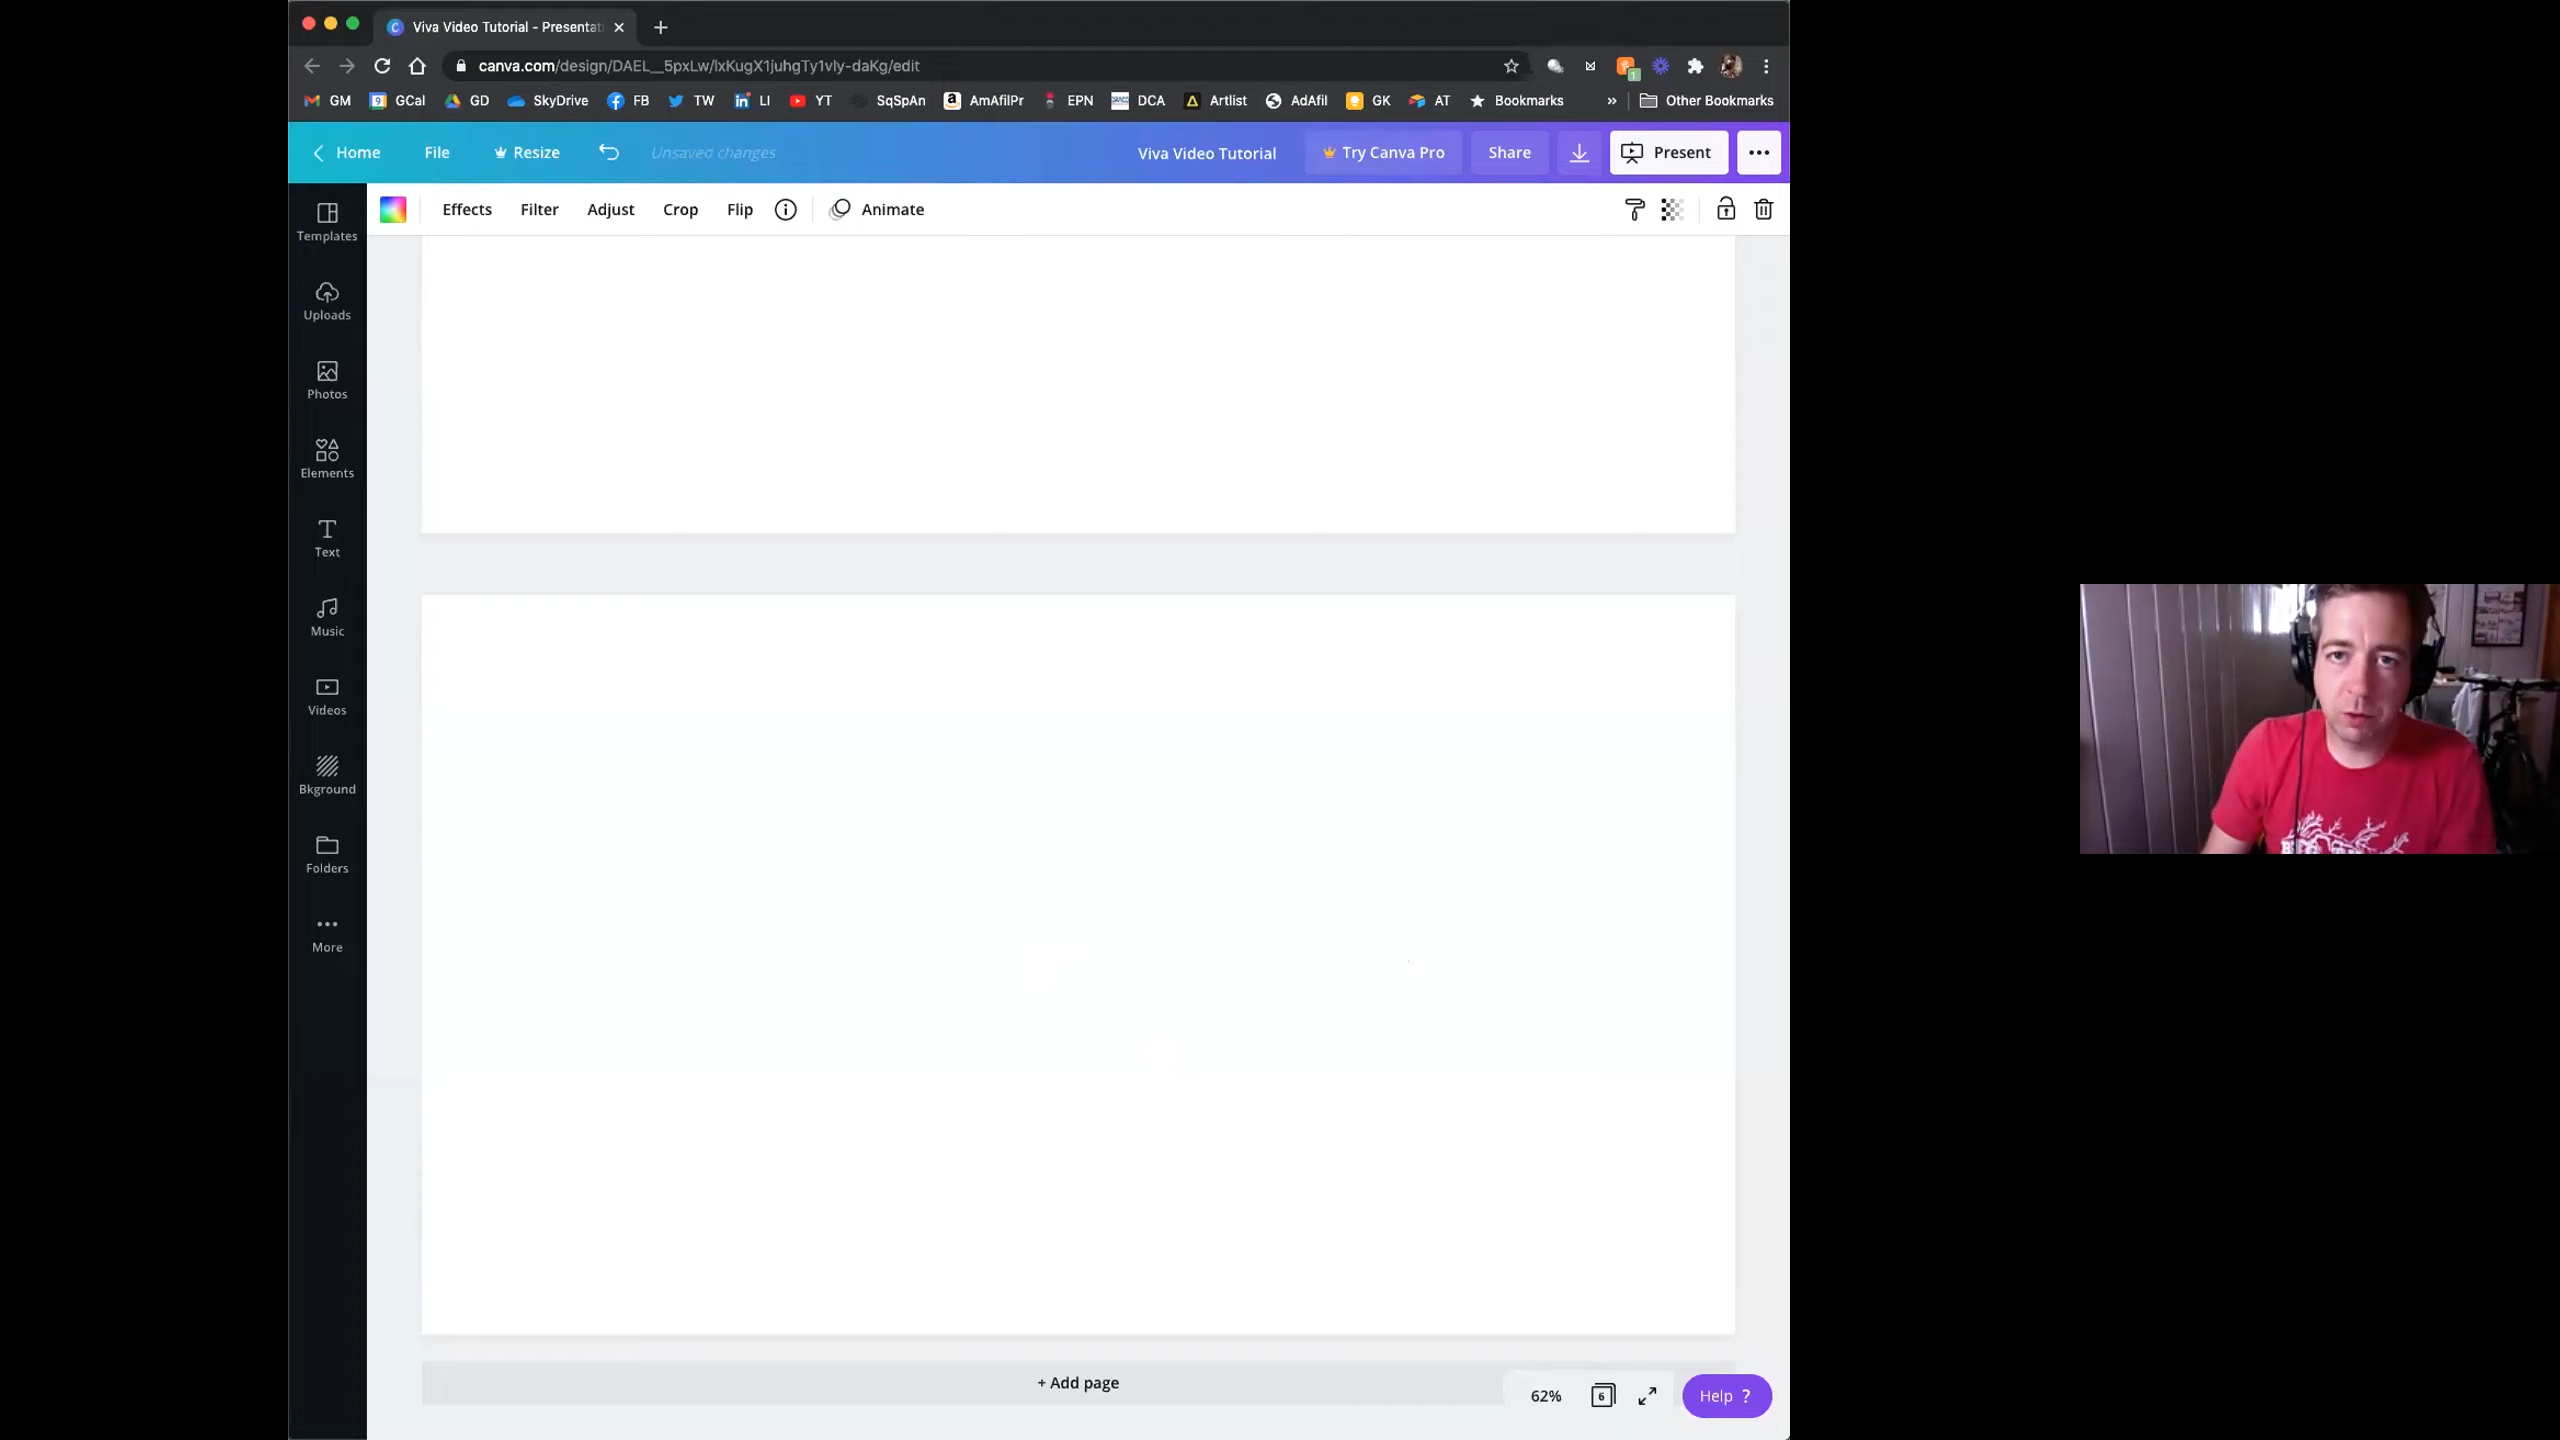 Viva Video Tutorial - Presentat
canva.com/design/DAEL__5pxLw/lxKugX1juhgTy1vly-daKg/edit
GM GCal GD SkyDrive FB TW LI YT SqSpAn AmAfilPr EPN DCA Artlist AdAfil GK AT Bookmarks » Other Bookmarks
Home File Resize Unsaved changes Viva Video Tutorial Try Canva Pro Share Present
Effects Filter Adjust Crop Flip Animate
Templates
Uploads
Photos
Elements
Text
Music
Videos
Bkground
Folders
More
+ Add page
62% 6 Help ?